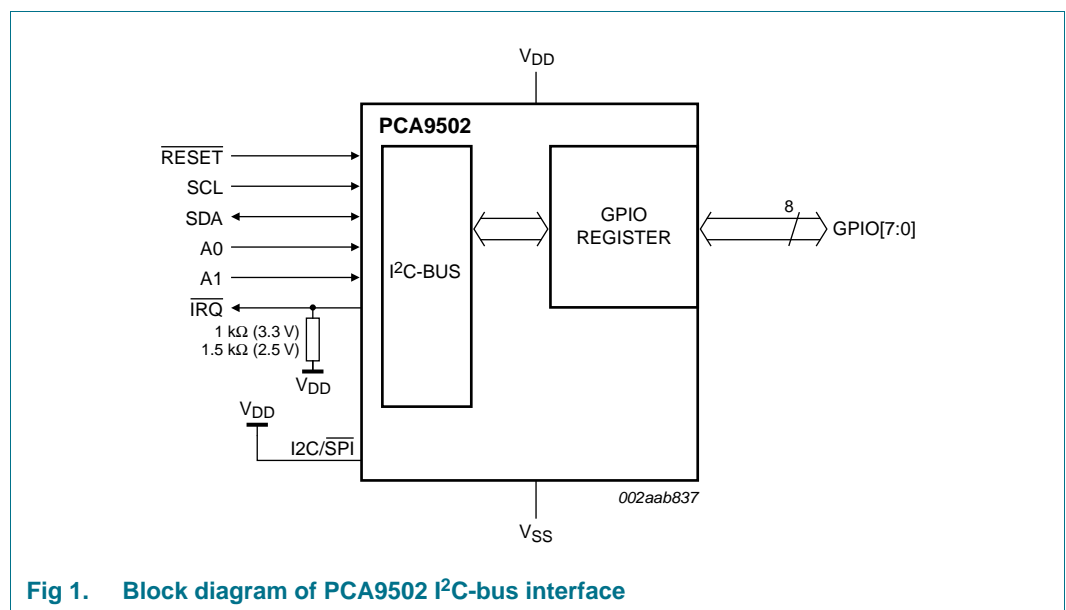 VDD
PCA9502
RESET
SCL
SDA
A0
A1
IRQ
1 kΩ (3.3 V)
1.5 kΩ (2.5 V)
VDD
VDD
I2C/SPI
I²C-BUS
GPIO
REGISTER
8
GPIO[7:0]
002aab837
VSS
Fig 1. Block diagram of PCA9502 I²C-bus interface